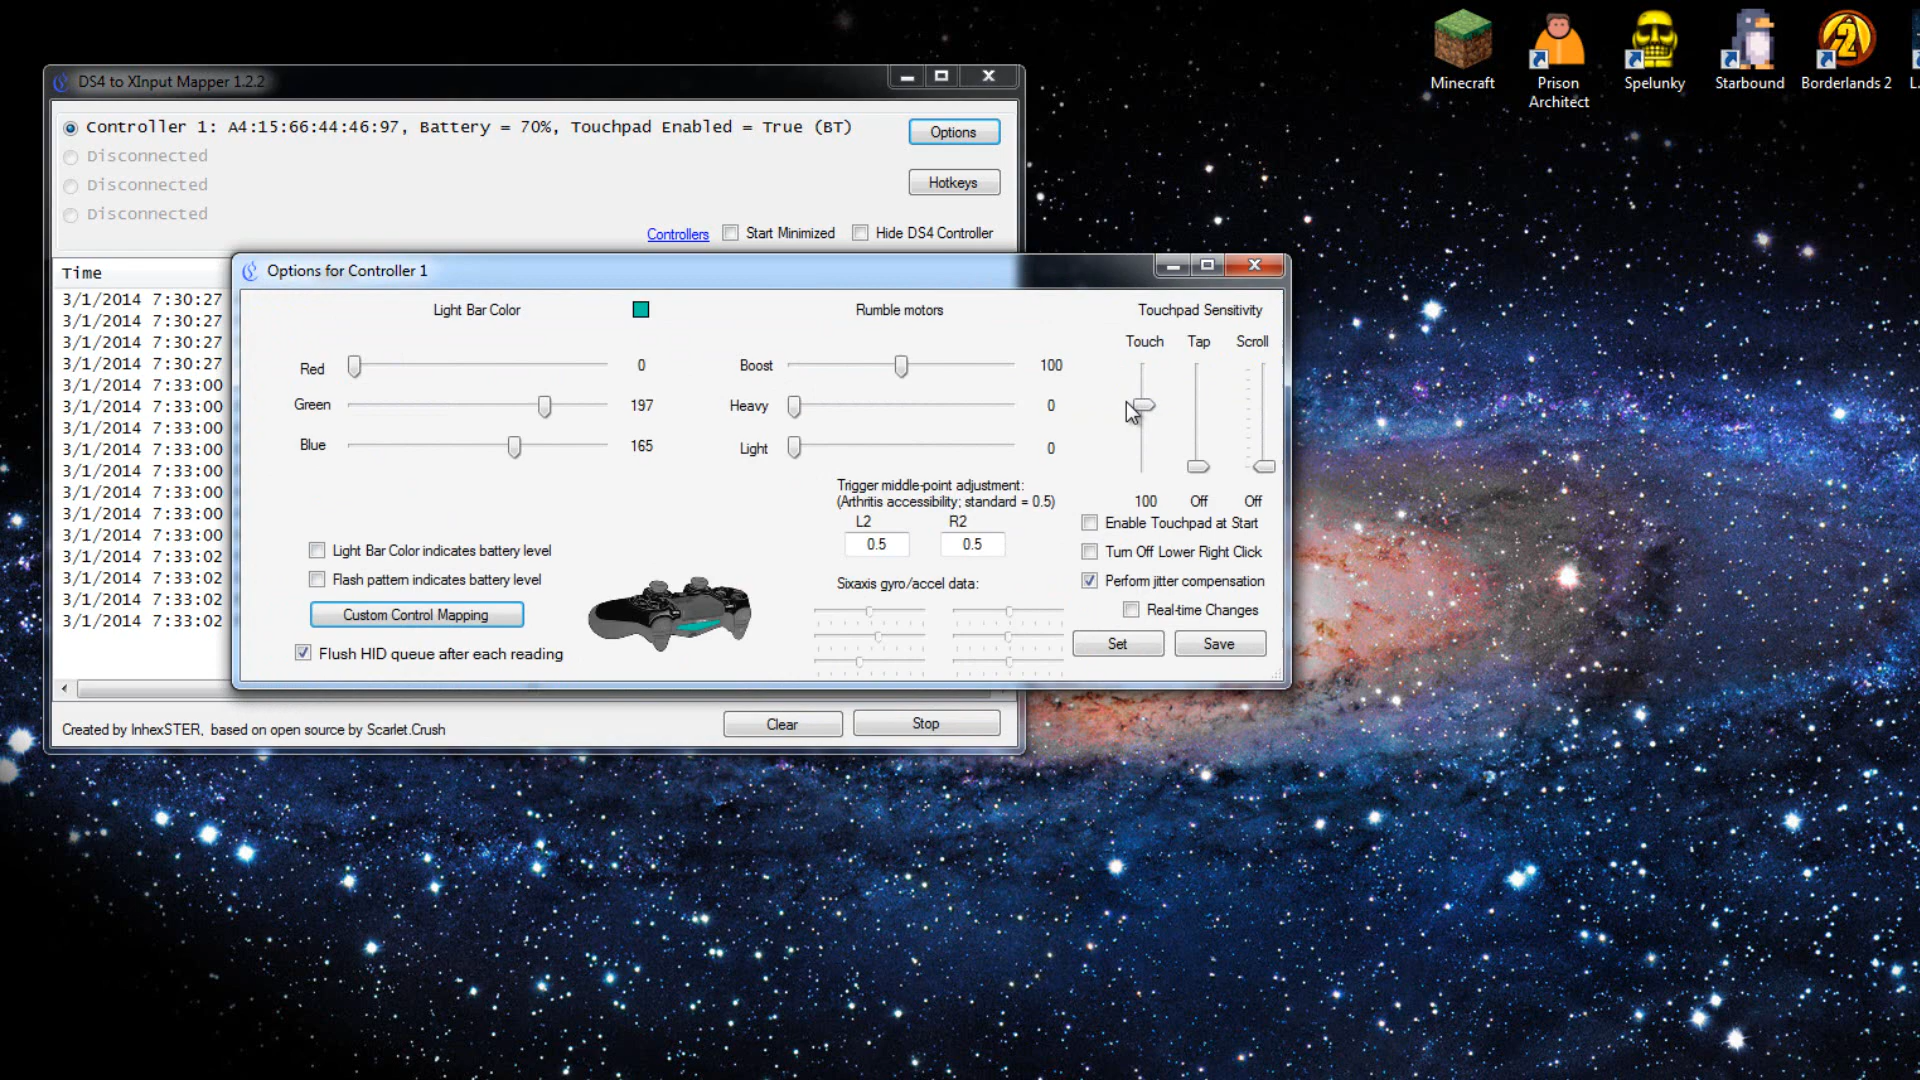 Minecraft
Prison
Architect
Spelunky
Starbound
Borderlands 2
L
DS4 to XInput Mapper 1.2.2
Controller 1: A4:15:66:44:46:97, Battery = 70%, Touchpad Enabled = True (BT)
Options
Disconnected
Disconnected
Hotkeys
Disconnected
Controllers
Start Minimized
Hide DS4 Controller
Time
3/1/2014 7:30:27
3/1/2014 7:30:27
3/1/2014 7:30:27
3/1/2014 7:30:27
3/1/2014 7:33:00
3/1/2014 7:33:00
3/1/2014 7:33:00
3/1/2014 7:33:00
3/1/2014 7:33:00
3/1/2014 7:33:00
3/1/2014 7:33:00
3/1/2014 7:33:00
3/1/2014 7:33:02
3/1/2014 7:33:02
3/1/2014 7:33:02
3/1/2014 7:33:02
Options for Controller 1
Light Bar Color
Red 0
Green 197
Blue 165
Rumble motors
Boost 100
Heavy 0
Light 0
Touchpad Sensitivity
Touch Tap Scroll
100 Off Off
Trigger middle-point adjustment:
(Arthritis accessibility; standard = 0.5)
L2 R2
0.5 0.5
Sixaxis gyro/accel data:
Enable Touchpad at Start
Turn Off Lower Right Click
Perform jitter compensation
Real-time Changes
Set Save
Light Bar Color indicates battery level
Flash pattern indicates battery level
Custom Control Mapping
Flush HID queue after each reading
Created by InhexSTER, based on open source by Scarlet.Crush
Clear
Stop